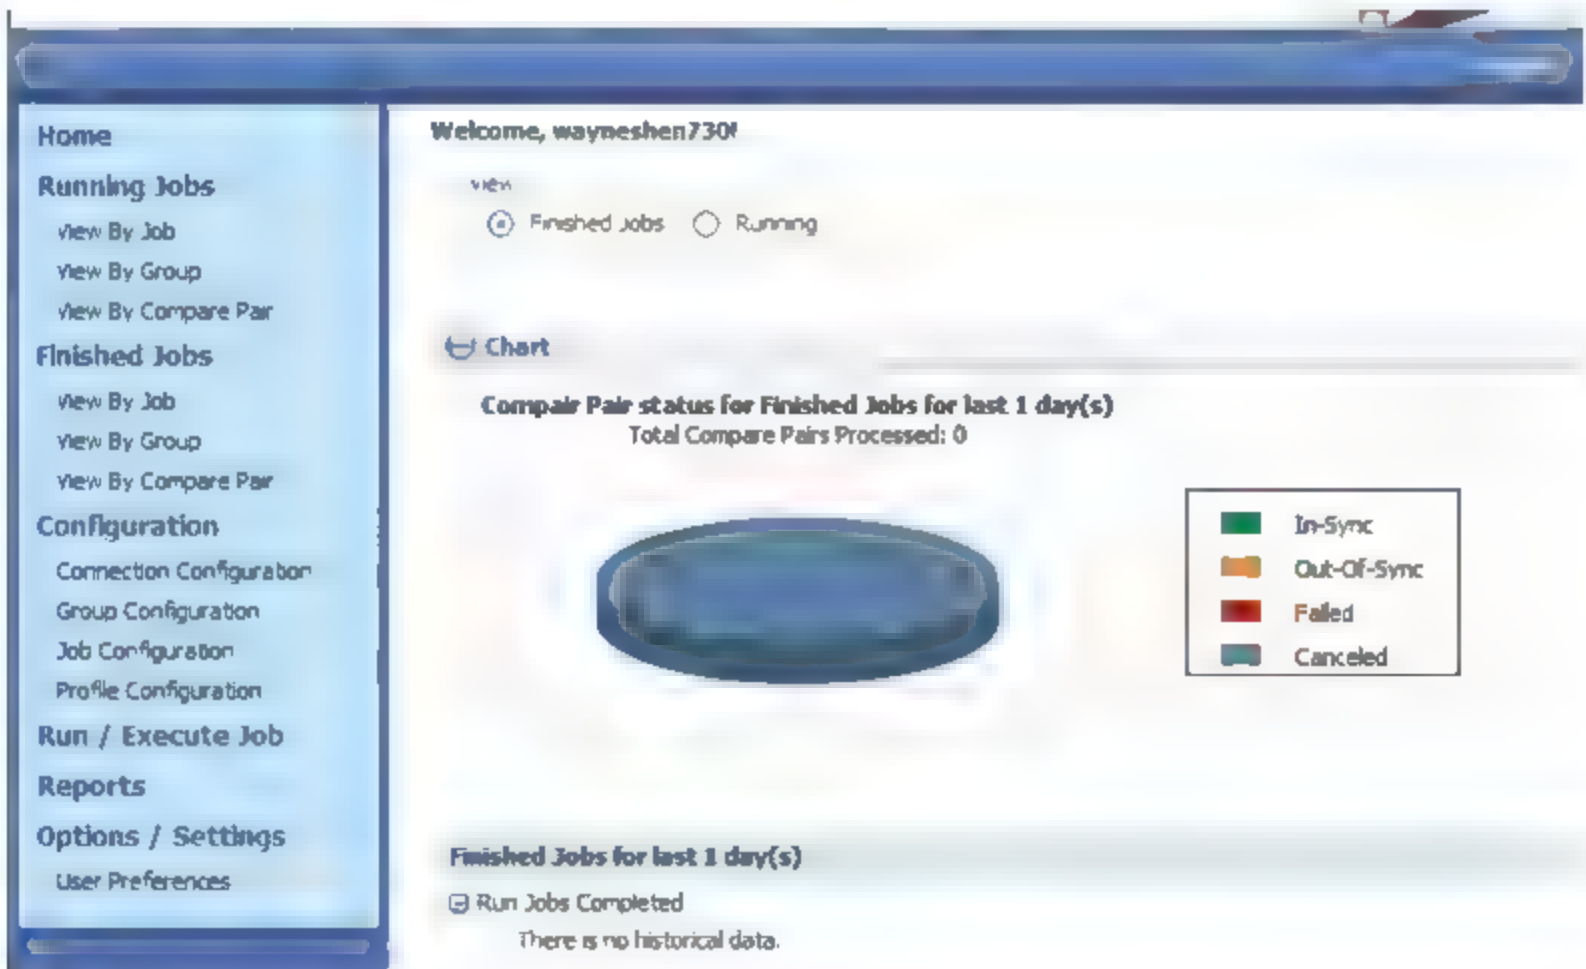 Home
Running Jobs
View By Job
View By Group
View By Compare Pair
Finished Jobs
View By Job
View By Group
View By Compare Pair
Configuration
Connection Configuration
Group Configuration
Job Configuration
Profile Configuration
Run / Execute Job
Reports
Options / Settings
User Preferences
Welcome, wayneshen730!
View
Finished Jobs Running
Chart
Compair Pair status for Finished Jobs for last 1 day(s)
Total Compare Pairs Processed: 0
In-Sync
Out-Of-Sync
Failed
Canceled
Finished Jobs for last 1 day(s)
Run Jobs Completed
There is no historical data.